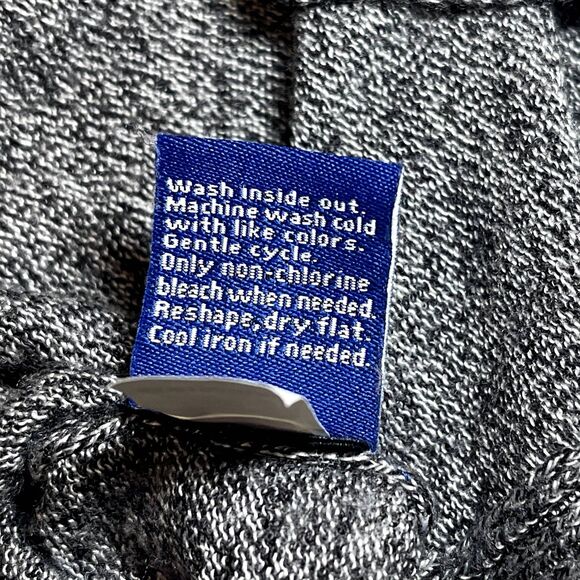 Wash inside out.
Machine wash cold
with like colors.
Gentle cycle.
Only non-chlorine
bleach when needed.
Reshape, dry flat.
Cool iron if needed.